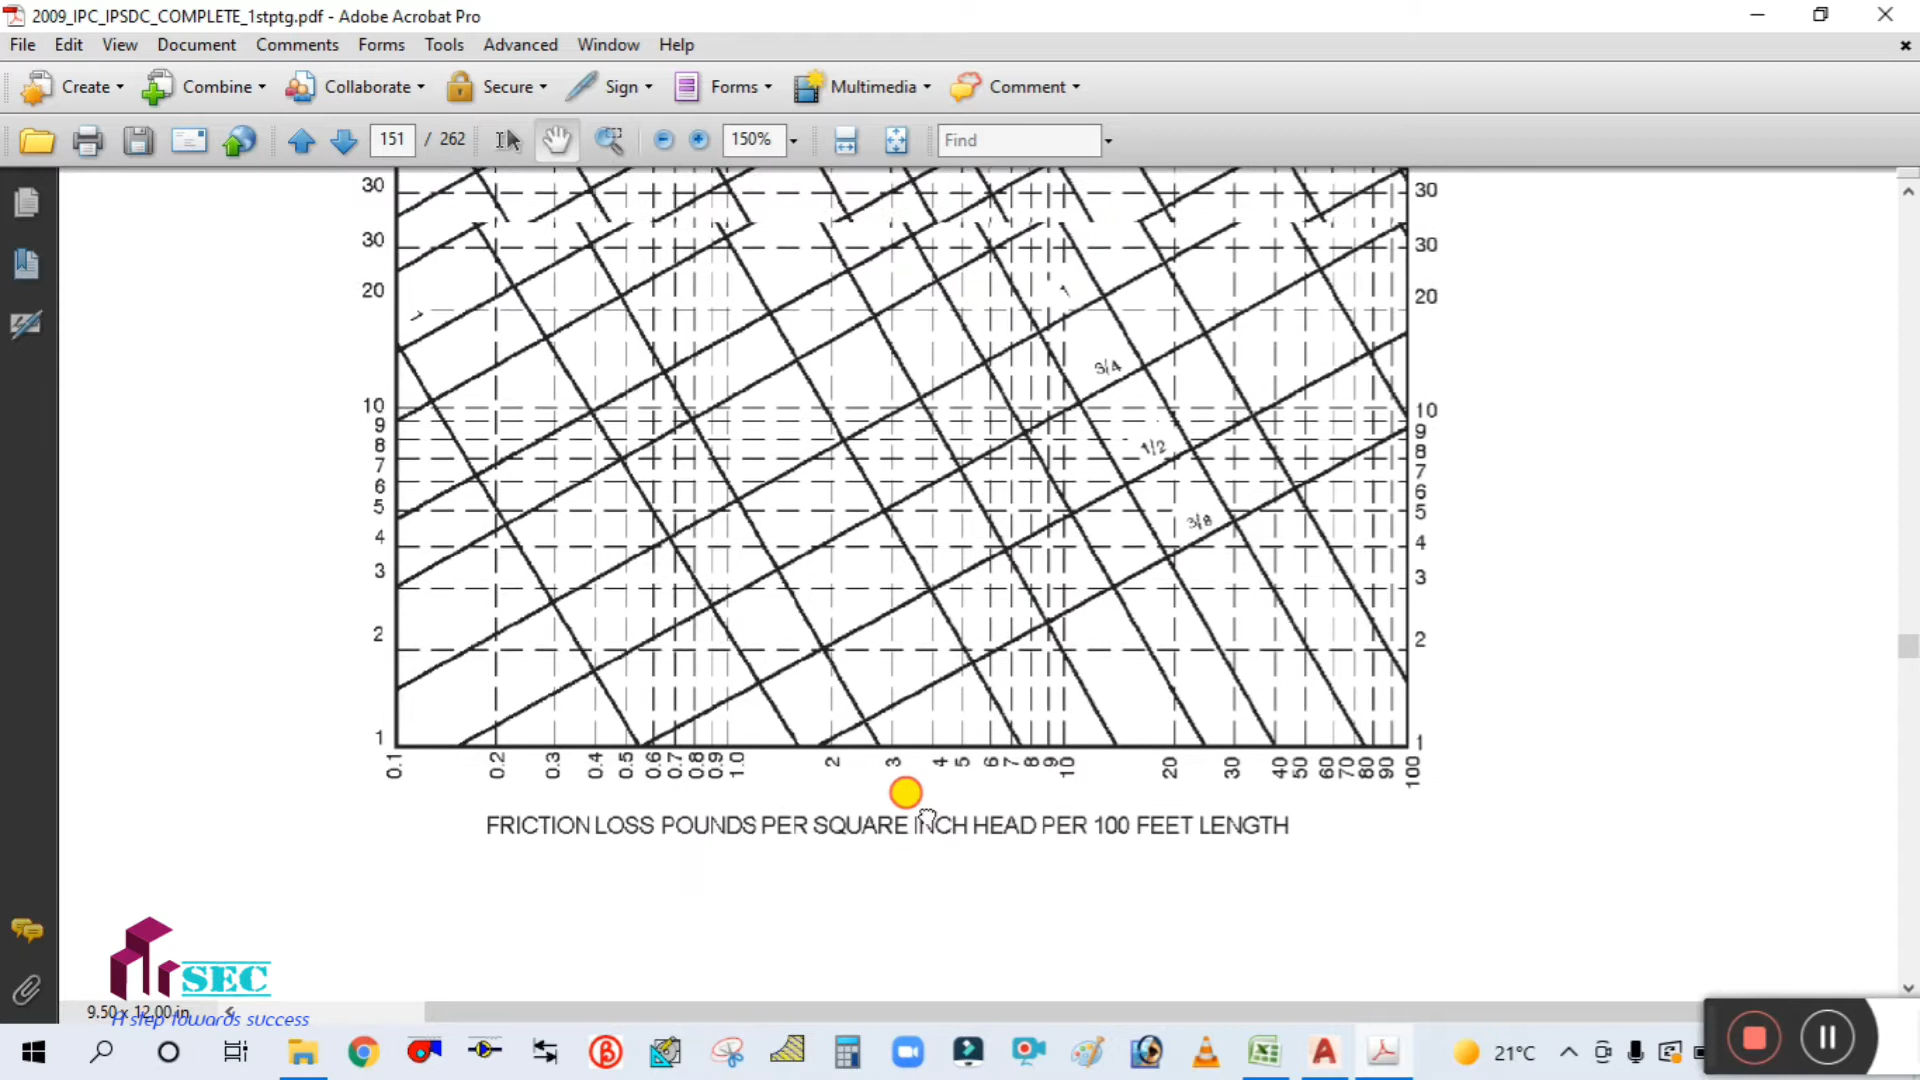 2009_IPC_IPSDC_COMPLETE_1stptg.pdf - Adobe Acrobat Pro
File Edit View Document Comments Forms Tools Advanced Window Help
Create Combine Collaborate Secure Sign Forms Multimedia Comment
151 / 262 150% Find
30 30
30 30
20 20
1 1
3/4
10 10
9 9
8 1/2 8
7 7
6 6
5 3/8 5
4 4
3 3
2 2
1 1
0.1 0.2 0.3 0.4 0.5 0.6 0.7 0.8 0.9 1.0 2 3 4 5 6 7 8 9 10 20 30 40 50 60 70 80 90 100
FRICTION LOSS POUNDS PER SQUARE INCH HEAD PER 100 FEET LENGTH
SEC
9.50 x 12.00 in
A step towards success
21°C